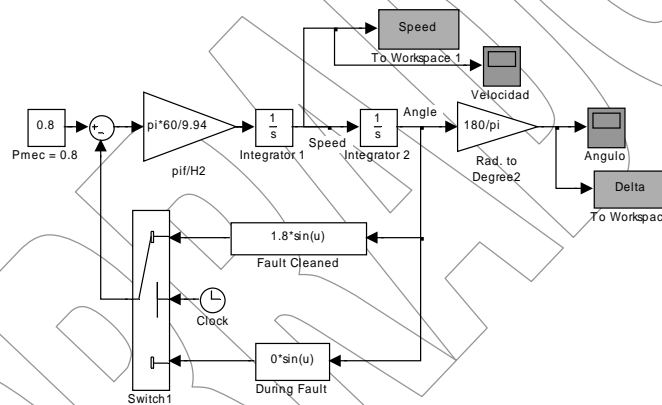 Speed
To Workspace 1
Velocidad
0.8
Pmec = 0.8
+
-
pi*60/9.94
pif/H2
1
s
Integrator 1
Speed
1
s
Integrator 2
Angle
180/pi
Rad. to
Degree2
Angulo
Delta
To Workspac
1.8*sin(u)
Fault Cleaned
Clock
0*sin(u)
During Fault
Switch1